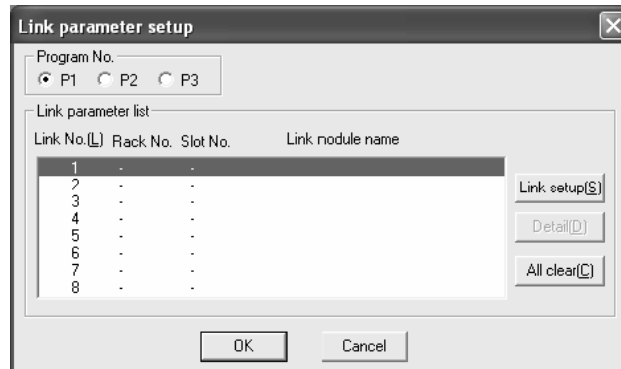 Link parameter setup
Program No.
P1 P2 P3
Link parameter list
Link No.(L) Rack No. Slot No. Link nodule name
1 - -
2 - -
3 - -
4 - -
5 - -
6 - -
7 - -
8 - -
Link setup(S)
Detail(D)
All clear(C)
OK Cancel